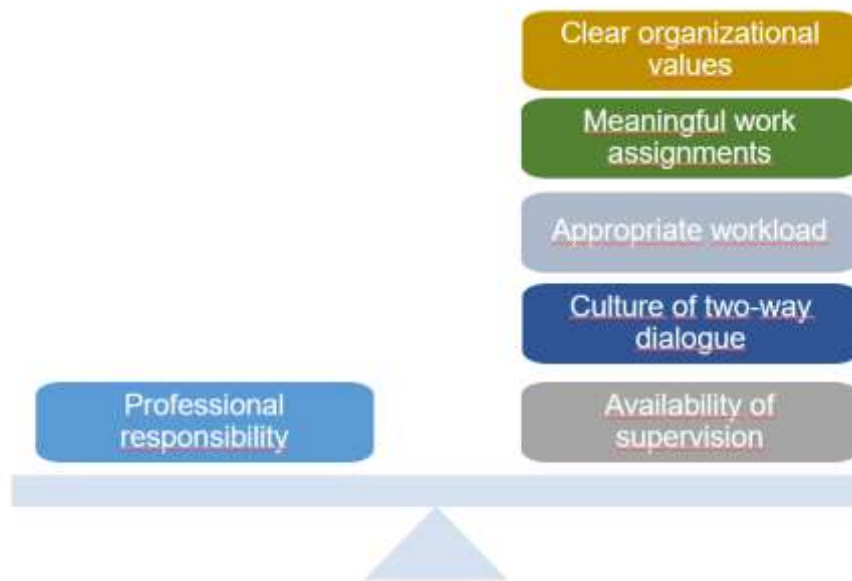 Clear organizational
values
Meaningful work
assignments
Appropriate workload
Culture of two-way
dialogue
Professional
responsibility
Availability of
supervision